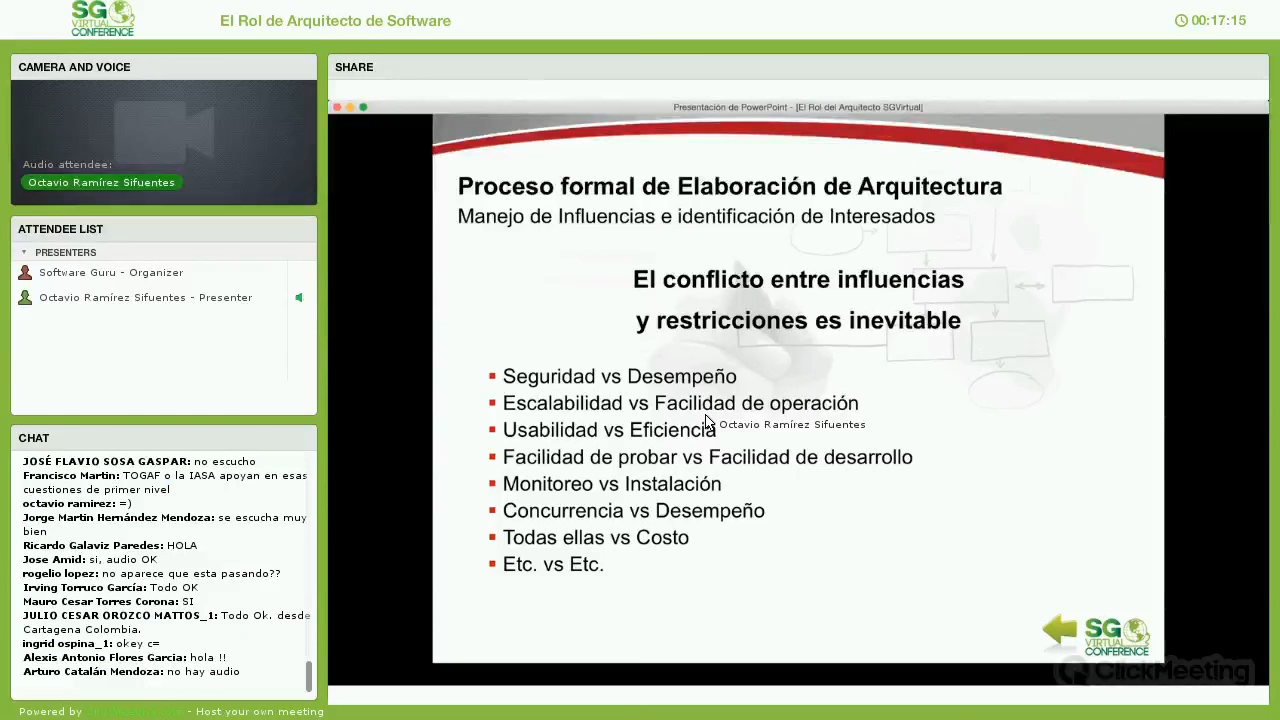 SG
VIRTUAL
CONFERENCE
El Rol de Arquitecto de Software
00:17:15
CAMERA AND VOICE
Audio attendee:
Octavio Ramírez Sifuentes
ATTENDEE LIST
PRESENTERS
Software Guru - Organizer
Octavio Ramírez Sifuentes - Presenter
CHAT
JOSÉ FLAVIO SOSA GASPAR: no escucho
Francisco Martin: TOGAF o la IASA apoyan en esas
cuestiones de primer nivel
octavio ramirez: =)
Jorge Martin Hernández Mendoza: se escucha muy
bien
Ricardo Galaviz Paredes: HOLA
Jose Amid: si, audio OK
rogelio lopez: no aparece que esta pasando??
Irving Torruco García: Todo OK
Mauro Cesar Torres Corona: SI
JULIO CESAR OROZCO MATTOS_1: Todo Ok. desde
Cartagena Colombia.
ingrid ospina_1: okey c=
Alexis Antonio Flores Garcia: hola !!
Arturo Catalán Mendoza: no hay audio
Powered by - Host your own meeting
SHARE
Presentación de PowerPoint - [El Rol del Arquitecto SGVirtual]
Proceso formal de Elaboración de Arquitectura
Manejo de Influencias e identificación de Interesados
El conflicto entre influencias
y restricciones es inevitable
Seguridad vs Desempeño
Escalabilidad vs Facilidad de operación
Usabilidad vs Eficiencia
Octavio Ramírez Sifuentes
Facilidad de probar vs Facilidad de desarrollo
Monitoreo vs Instalación
Concurrencia vs Desempeño
Todas ellas vs Costo
Etc. vs Etc.
SG
VIRTUAL
CONFERENCE
ClickMeeting